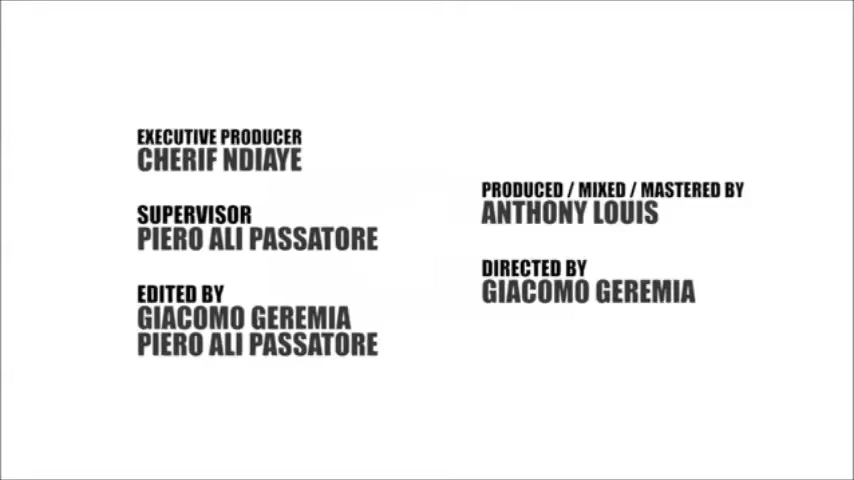 EXECUTIVE PRODUCER
CHERIF NDIAYE
SUPERVISOR
PIERO ALI PASSATORE
EDITED BY
GIACOMO GEREMIA
PIERO ALI PASSATORE
PRODUCED / MIXED / MASTERED BY
ANTHONY LOUIS
DIRECTED BY
GIACOMO GEREMIA